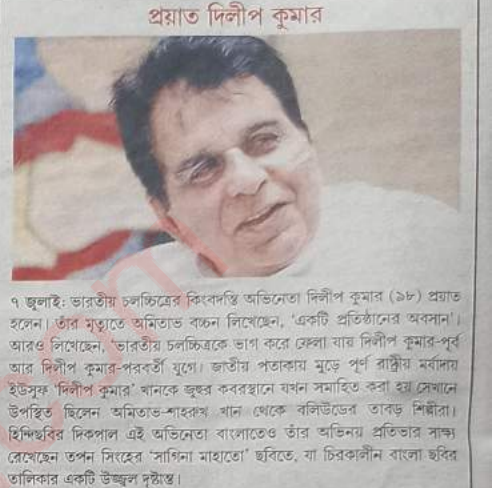 প্রয়াত দিলীপ কুমার
৭ জুলাই: ভারতীয় চলচ্চিত্রের কিংবদন্তি অভিনেতা দিলীপ কুমার (৯৮) প্রয়াত
হলেন। তাঁর মৃত্যুতে অমিতাভ বচ্চন লিখেছেন, 'একটি প্রতিষ্ঠানের অবসান'।
আরও লিখেছেন, 'ভারতীয় চলচ্চিত্রকে ভাগ করে ফেলা যায় দিলীপ কুমার-পূর্ব
আর দিলীপ কুমার-পরবর্তী যুগে। জাতীয় পতাকায় মুড়ে পূর্ণ রাষ্ট্রীয় মর্যাদায়
ইউসুফ 'দিলীপ কুমার' খানকে জুহুর কবরস্থানে যখন সমাহিত করা হয় সেখানে
উপস্থিত ছিলেন অমিতাভ-শাহরুখ খান থেকে বলিউডের তাবড় শিল্পীরা।
হিন্দিছবির দিকপাল এই অভিনেতা বাংলাতেও তাঁর অভিনয় প্রতিভার সাক্ষ্য
রেখেছেন তপন সিংহের 'সাগিনা মাহাতো' ছবিতে, যা চিরকালীন বাংলা ছবির
তালিকার একটি উজ্জ্বল দৃষ্টান্ত।